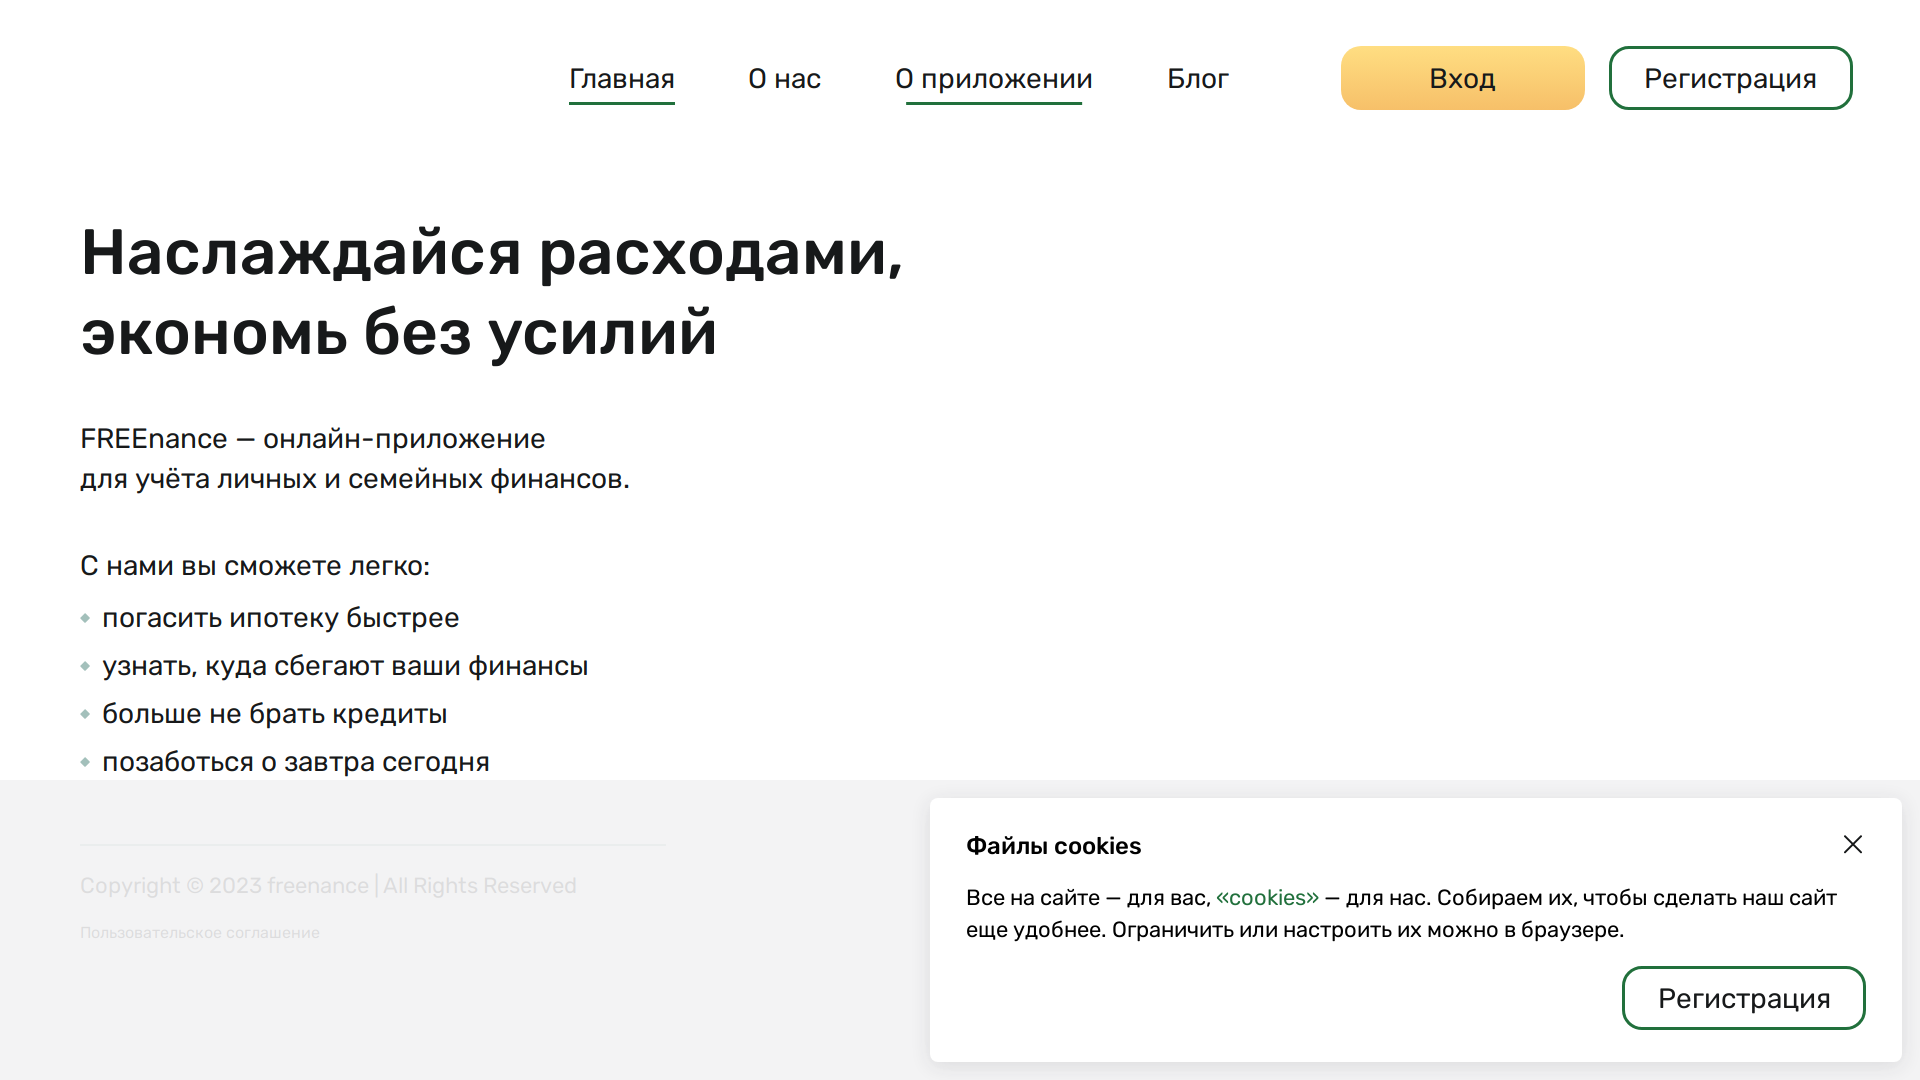 Главная
О нас
О приложении
Блог
Вход
Регистрация
Наслаждайся расходами,
экономь без усилий
FREEnance — онлайн-приложение
для учёта личных и семейных финансов.
С нами вы сможете легко:
погасить ипотеку быстрее
узнать, куда сбегают ваши финансы
больше не брать кредиты
позаботься о завтра сегодня
Copyright © 2023 freenance | All Rights Reserved
Пользовательское соглашение
Файлы cookies
Все на сайте — для вас, «cookies» — для нас. Собираем их, чтобы сделать наш сайт
еще удобнее. Ограничить или настроить их можно в браузере.
Регистрация